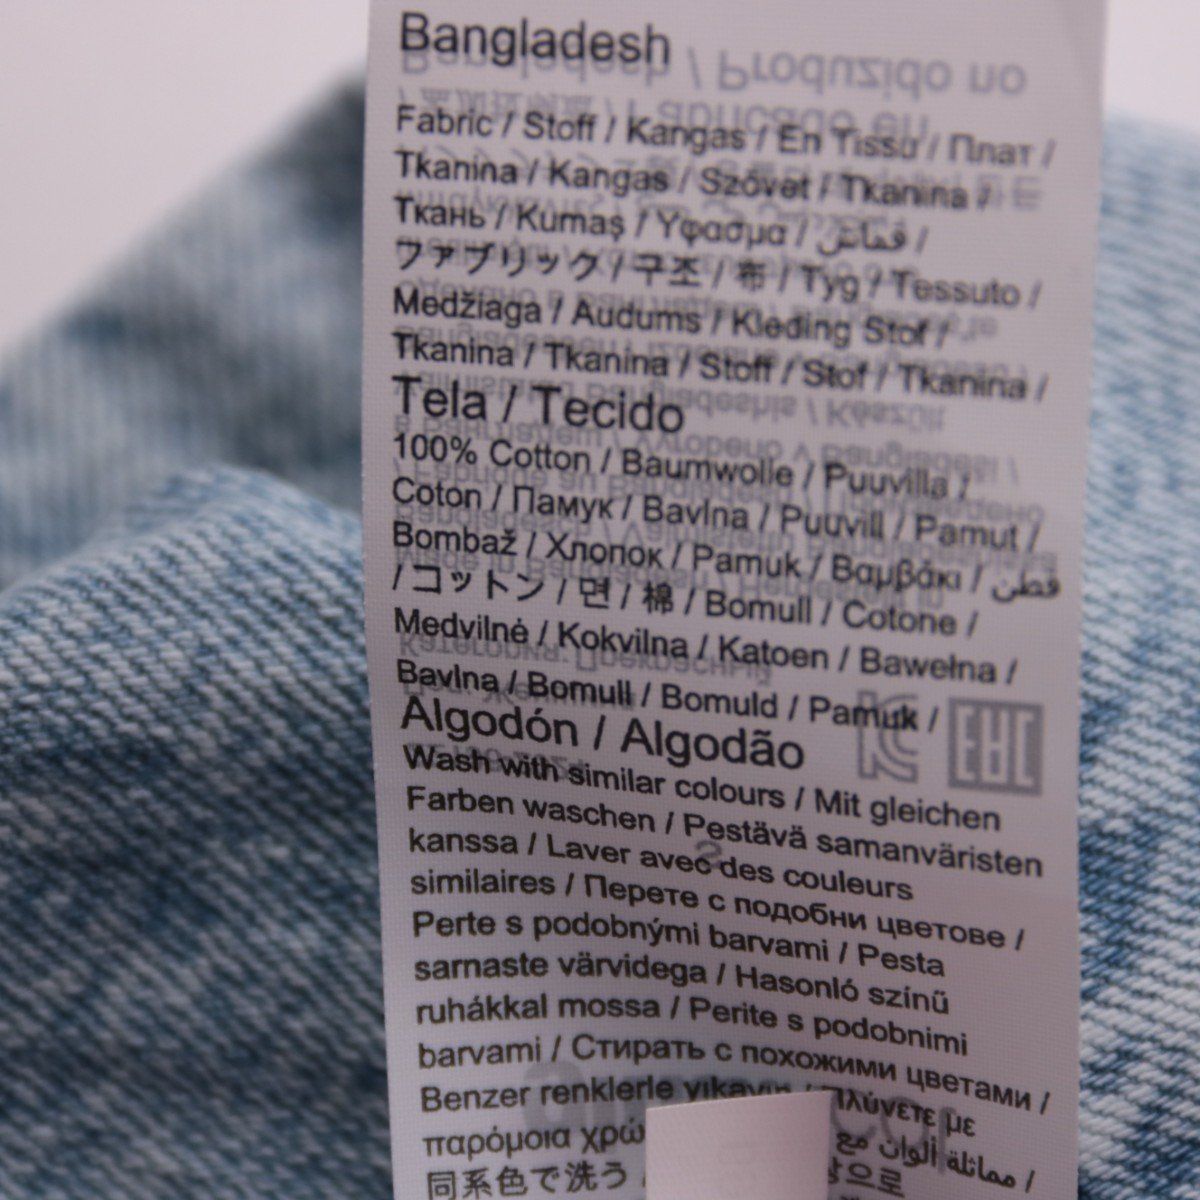 Bangladesh
Fabric / Stoff / Kangas / En Tissu / Плат /
Tkanina / Kangas / Szövet / Tkanina /
Ткань / Kumaş / Ύφασμα / قماش /
ファブリック / 구조 / 布 / Tyg / Tessuto /
Medžiaga / Audums / Kleding Stof /
Tkanina / Tkanina / Stoff / Stof / Tkanina /
Tela / Tecido
100% Cotton / Baumwolle / Puuvilla /
Coton / Памук / Bavlna / Puuvill / Pamut /
Bombaž / Хлопок / Pamuk / Βαμβάκι / قطن
/ コットン / 면 / 棉 / Bomull / Cotone /
Medvilnė / Kokvilna / Katoen / Bawełna /
Bavlna / Bomull / Bomuld / Pamuk /
Algodón / Algodão
Wash with similar colours / Mit gleichen
Farben waschen / Pestävä samanväristen
kanssa / Laver avec des couleurs
similaires / Перете с подобни цветове /
Perte s podobnými barvami / Pesta
sarnaste värvidega / Hasonló színű
ruhákkal mossa / Perite s podobnimi
barvami / Стирать с похожими цветами /
Benzer renklerle yıkayın / Πλύνετε με
παρόμοια مماثلة ألوان مع /
同系色で洗う 으로